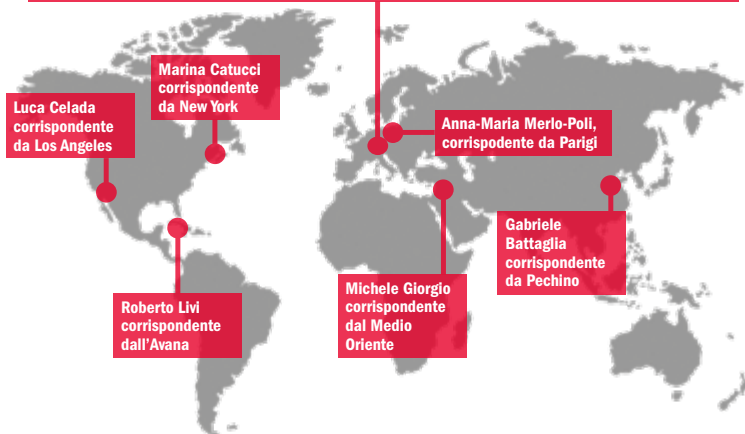 Marina Catucci
corrispondente
da New York
Luca Celada
corrispondente
da Los Angeles
Anna-Maria Merlo-Poli,
corrispodente da Parigi
Gabriele
Battaglia
corrispondente
da Pechino
Michele Giorgio
corrispondente
dal Medio
Oriente
Roberto Livi
corrispondente
dall'Avana